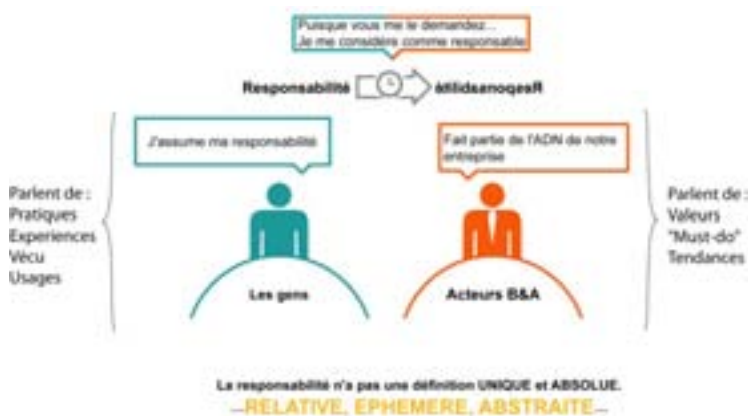 Puisque vous me le demandez...
Je me considère comme responsable
Responsabilité Responsabilité
J'assume ma responsabilité
Fait partie de l'ADN de notre
entreprise
Parlent de :
Pratiques
Experiences
Vécu
Usages
Parlent de :
Valeurs
"Must-do"
Tendances
Les gens
Acteurs B&A
La responsabilité n'a pas une définition UNIQUE et ABSOLUE.
---RELATIVE, EPHEMERE, ABSTRAITE---